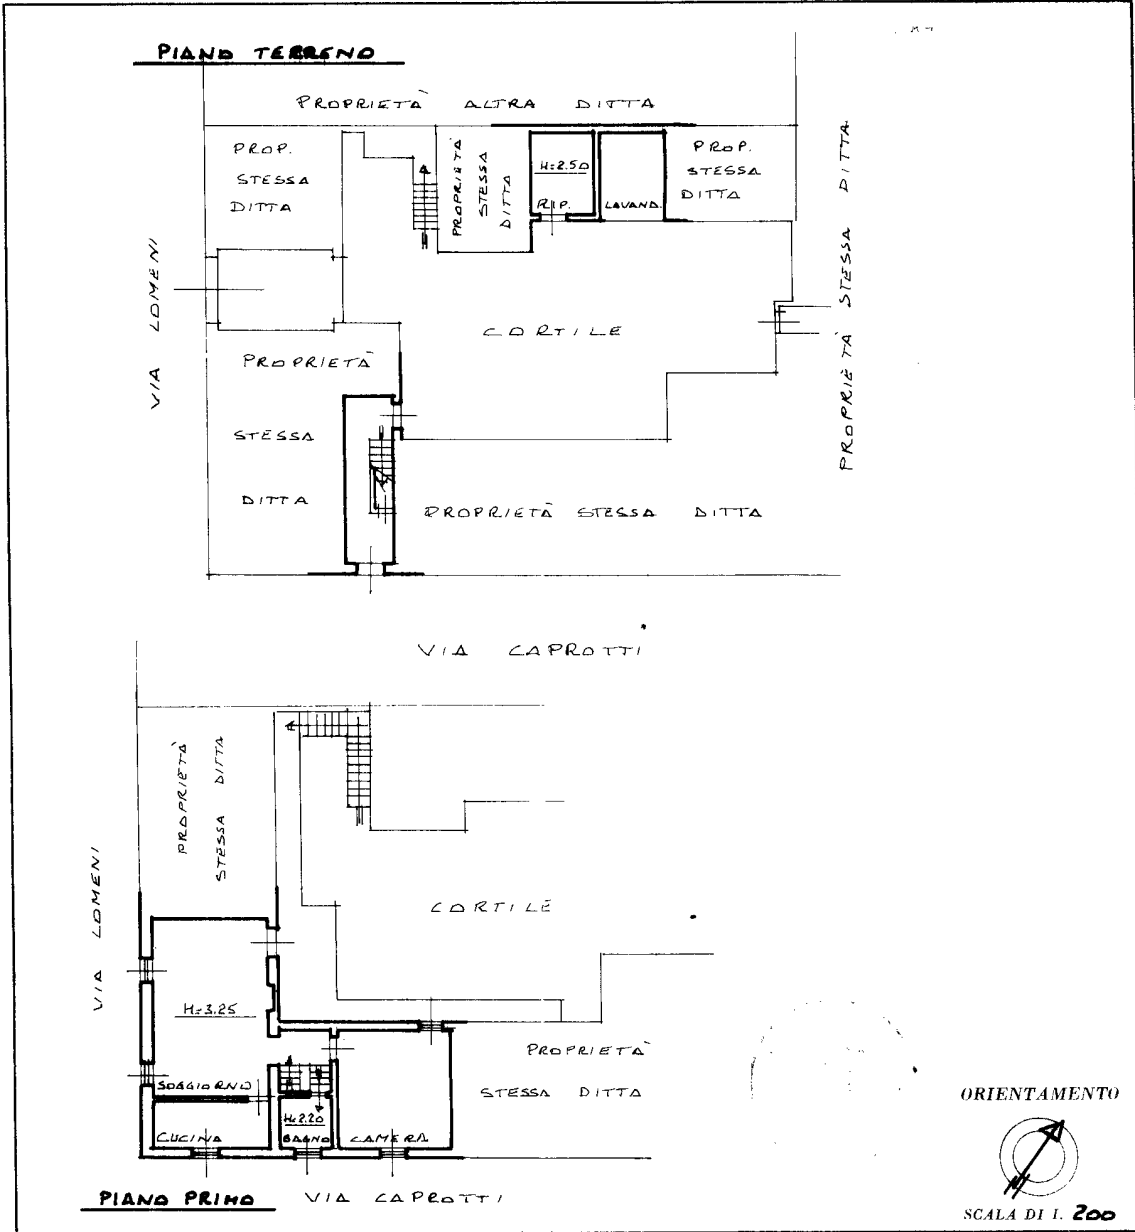 PIANO TERRENO
PROPRIETÀ ALTRA DITTA
PROP.
STESSA
DITTA
PROPRIETÀ
STESSA
DITTA
H=2.50
RIP.
LAVAND.
PROP.
STESSA
DITTA
PROPRIETÀ STESSA DITTA
VIA LOMENI
CORTILE
PROPRIETÀ
STESSA
DITTA
PROPRIETÀ STESSA DITTA
VIA CAPROTTI
PROPRIETÀ
STESSA DITTA
VIA LOMENI
CORTILE
H=3.25
SOGGIORNO
CUCINA
H=2.20
BAGNO
CAMERA
PROPRIETÀ
STESSA DITTA
PIANO PRIMO
VIA CAPROTTI
ORIENTAMENTO
N
SCALA DI 1. 200